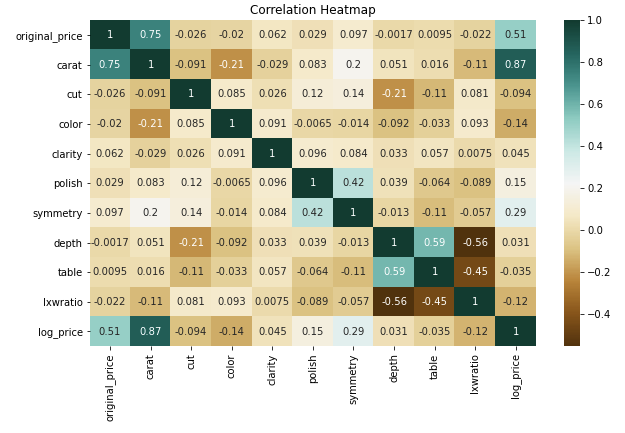 Correlation Heatmap
original_price 1 0.75 -0.026 -0.02 0.062 0.029 0.097 -0.0017 0.0095 -0.022 0.51
carat 0.75 1 -0.091 -0.21 -0.029 0.083 0.2 0.051 0.016 -0.11 0.87
cut -0.026 -0.091 1 0.085 0.026 0.12 0.14 -0.21 -0.11 0.081 -0.094
color -0.02 -0.21 0.085 1 0.091 -0.0065 -0.014 -0.092 -0.033 0.093 -0.14
clarity 0.062 -0.029 0.026 0.091 1 0.096 0.084 0.033 0.057 0.0075 0.045
polish 0.029 0.083 0.12 -0.0065 0.096 1 0.42 0.039 -0.064 -0.089 0.15
symmetry 0.097 0.2 0.14 -0.014 0.084 0.42 1 -0.013 -0.11 -0.057 0.29
depth -0.0017 0.051 -0.21 -0.092 0.033 0.039 -0.013 1 0.59 -0.56 0.031
table 0.0095 0.016 -0.11 -0.033 0.057 -0.064 -0.11 0.59 1 -0.45 -0.035
lxwratio -0.022 -0.11 0.081 0.093 0.0075 -0.089 -0.057 -0.56 -0.45 1 -0.12
log_price 0.51 0.87 -0.094 -0.14 0.045 0.15 0.29 0.031 -0.035 -0.12 1
original_price carat cut color clarity polish symmetry depth table lxwratio log_price
1.0
0.8
0.6
0.4
0.2
0.0
−0.2
−0.4